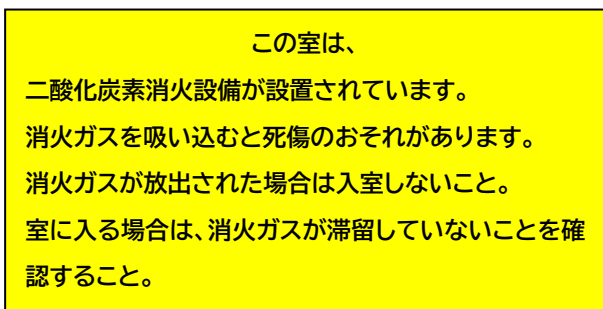 この室は、
二酸化炭素消火設備が設置されています。
消火ガスを吸い込むと死傷のおそれがあります。
消火ガスが放出された場合は入室しないこと。
室に入る場合は、消火ガスが滞留していないことを確
認すること。